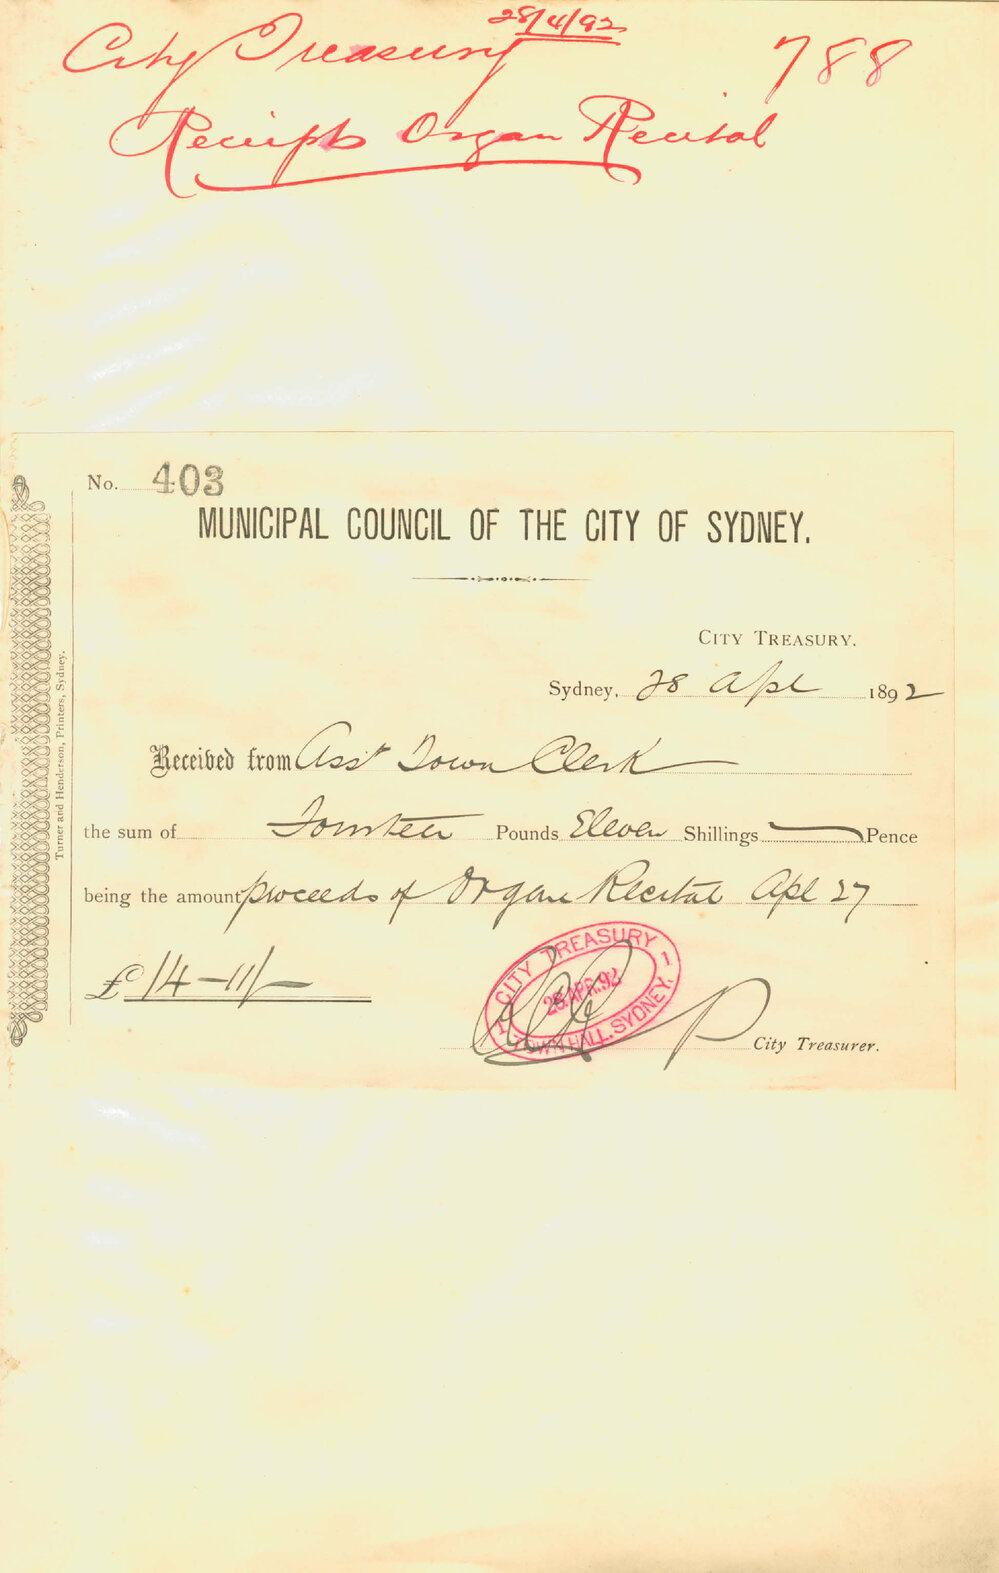 28/4/92
City Treasury 788
Receipts Organ Recital
No. 403
MUNICIPAL COUNCIL OF THE CITY OF SYDNEY.
CITY TREASURY.
Sydney, 28 Apl 1892
Received from Asst Town Clerk
the sum of Fourteen Pounds Eleven Shillings — Pence
being the amount proceeds of Organ Recital Apl 27
£14-11/-
CITY TREASURY
1 28.APR.92 1
TOWN HALL. SYDNEY.
City Treasurer.
Turner and Henderson, Printers, Sydney.